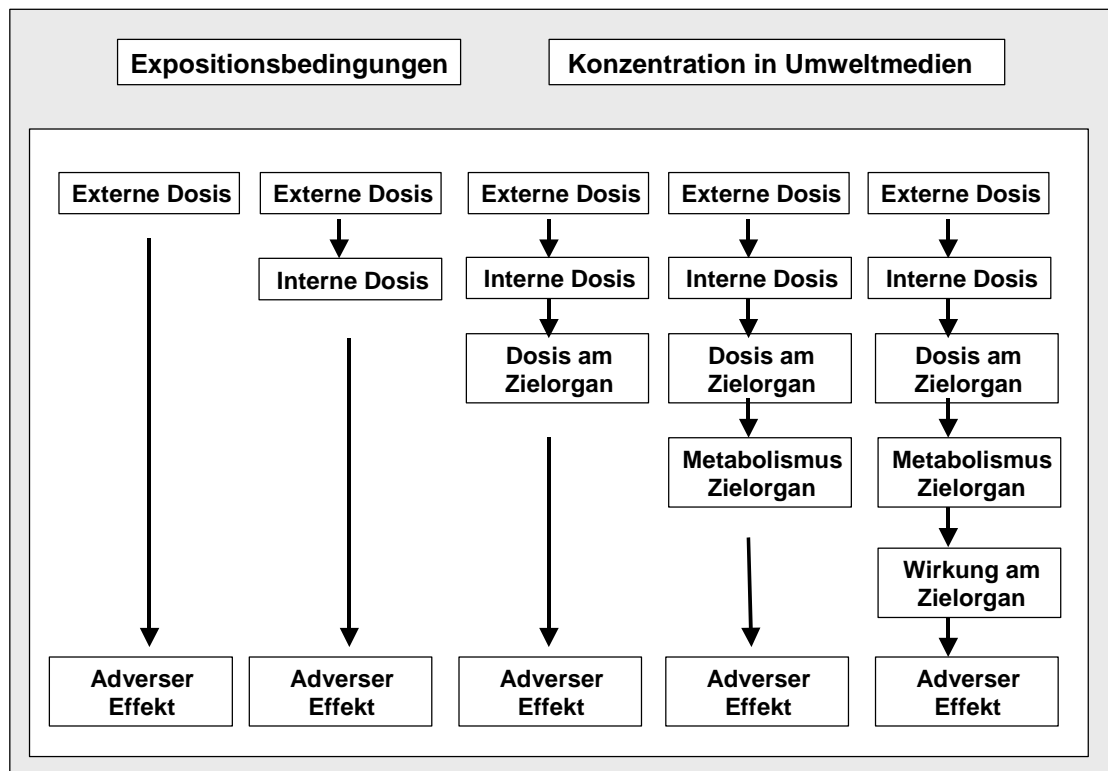 Expositionsbedingungen
Konzentration in Umweltmedien
Externe Dosis
Externe Dosis
Externe Dosis
Externe Dosis
Externe Dosis
Interne Dosis
Interne Dosis
Interne Dosis
Interne Dosis
Dosis am
Zielorgan
Dosis am
Zielorgan
Dosis am
Zielorgan
Metabolismus
Zielorgan
Metabolismus
Zielorgan
Wirkung am
Zielorgan
Adverser
Effekt
Adverser
Effekt
Adverser
Effekt
Adverser
Effekt
Adverser
Effekt